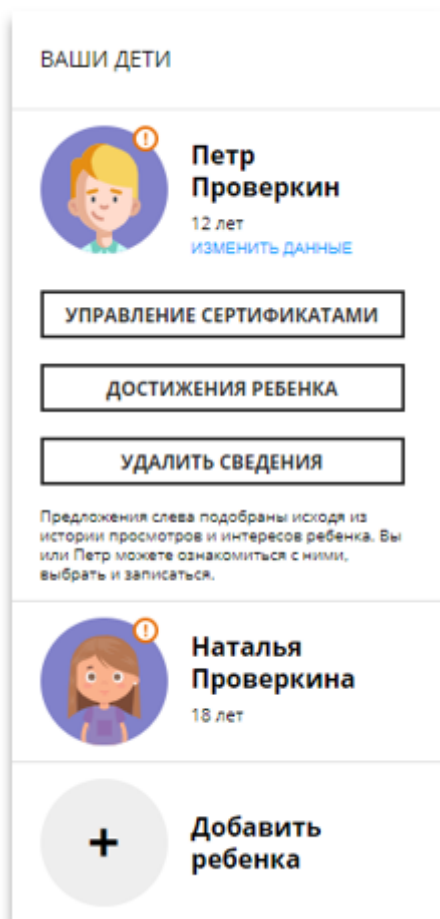 ВАШИ ДЕТИ
!
Петр
Проверкин
12 лет
ИЗМЕНИТЬ ДАННЫЕ
УПРАВЛЕНИЕ СЕРТИФИКАТАМИ
ДОСТИЖЕНИЯ РЕБЕНКА
УДАЛИТЬ СВЕДЕНИЯ
Предложения слева подобраны исходя из
истории просмотров и интересов ребенка. Вы
или Петр можете ознакомиться с ними,
выбрать и записаться.
!
Наталья
Проверкина
18 лет
+
Добавить
ребенка